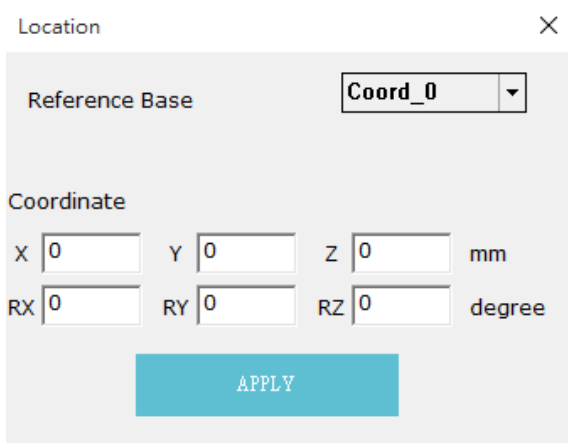 Location
Reference Base Coord_0
Coordinate
X 0 Y 0 Z 0 mm
RX 0 RY 0 RZ 0 degree
APPLY